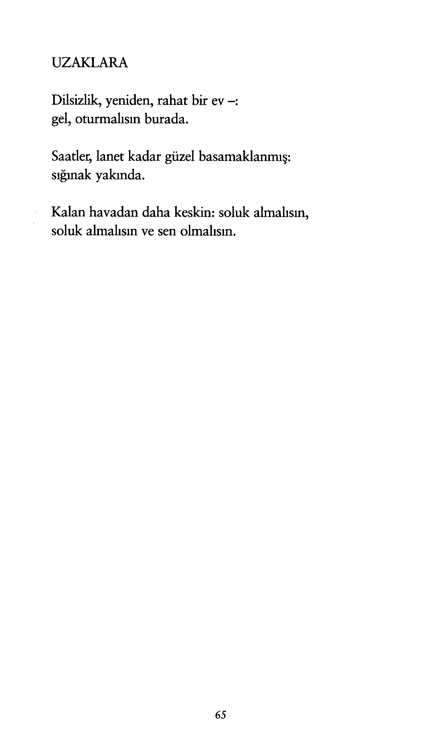 UZAKLARA
Dilsizlik, yeniden, rahat bir ev –:
gel, oturmalısın burada.
Saatler, lanet kadar güzel basamaklanmış:
sığınak yakında.
Kalan havadan daha keskin: soluk almalısın,
soluk almalısın ve sen olmalısın.
65